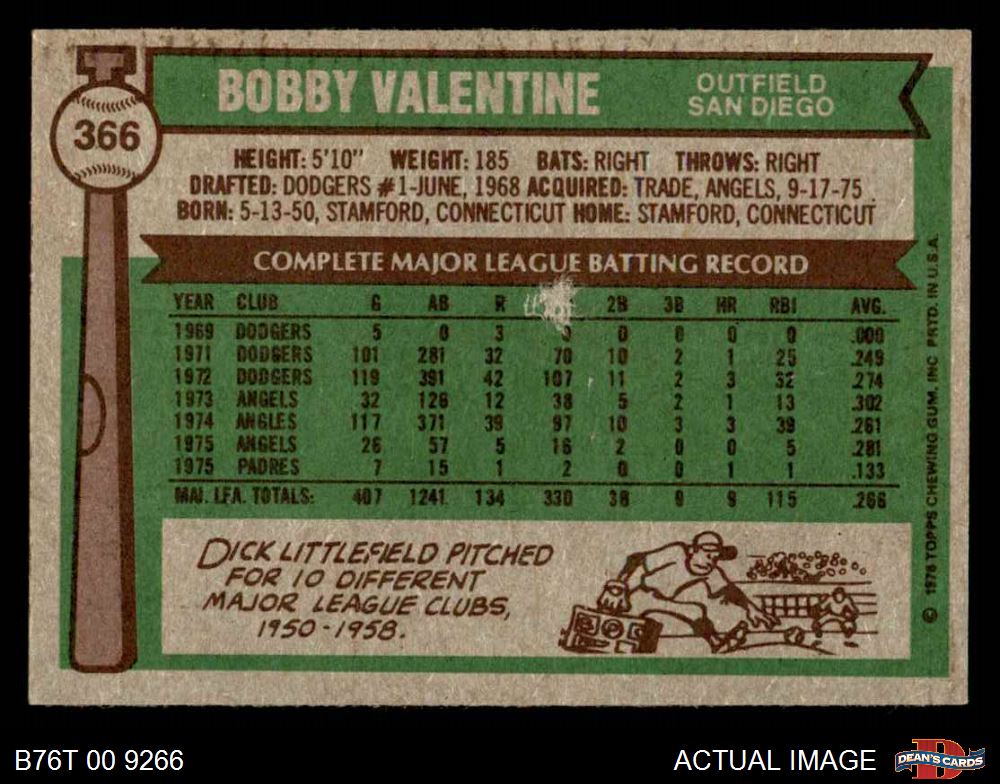 366
BOBBY VALENTINE
OUTFIELD
SAN DIEGO
HEIGHT: 5'10" WEIGHT: 185 BATS: RIGHT THROWS: RIGHT
DRAFTED: DODGERS #1-JUNE, 1968 ACQUIRED: TRADE, ANGELS, 9-17-75
BORN: 5-13-50, STAMFORD, CONNECTICUT HOME: STAMFORD, CONNECTICUT
COMPLETE MAJOR LEAGUE BATTING RECORD
YEAR CLUB G AB R 2B 3B HR RBI AVG.
1969 DODGERS 5 0 3 0 0 0 0 0 .000
1971 DODGERS 101 281 32 70 10 2 1 25 .249
1972 DODGERS 119 391 42 107 11 2 3 32 .274
1973 ANGELS 32 126 12 38 5 2 1 13 .302
1974 ANGLES 117 371 39 97 10 3 3 39 .261
1975 ANGELS 26 57 5 16 2 0 0 5 .281
1975 PADRES 7 15 1 2 0 0 1 1 .133
MAJ. LEA. TOTALS: 407 1241 134 330 38 9 9 115 .266
DICK LITTLEFIELD PITCHED
FOR 10 DIFFERENT
MAJOR LEAGUE CLUBS,
1950-1958.
© 1976 TOPPS CHEWING GUM, INC PRTD. IN U.S.A.
B76T 00 9266
ACTUAL IMAGE
DEAN'S CARDS